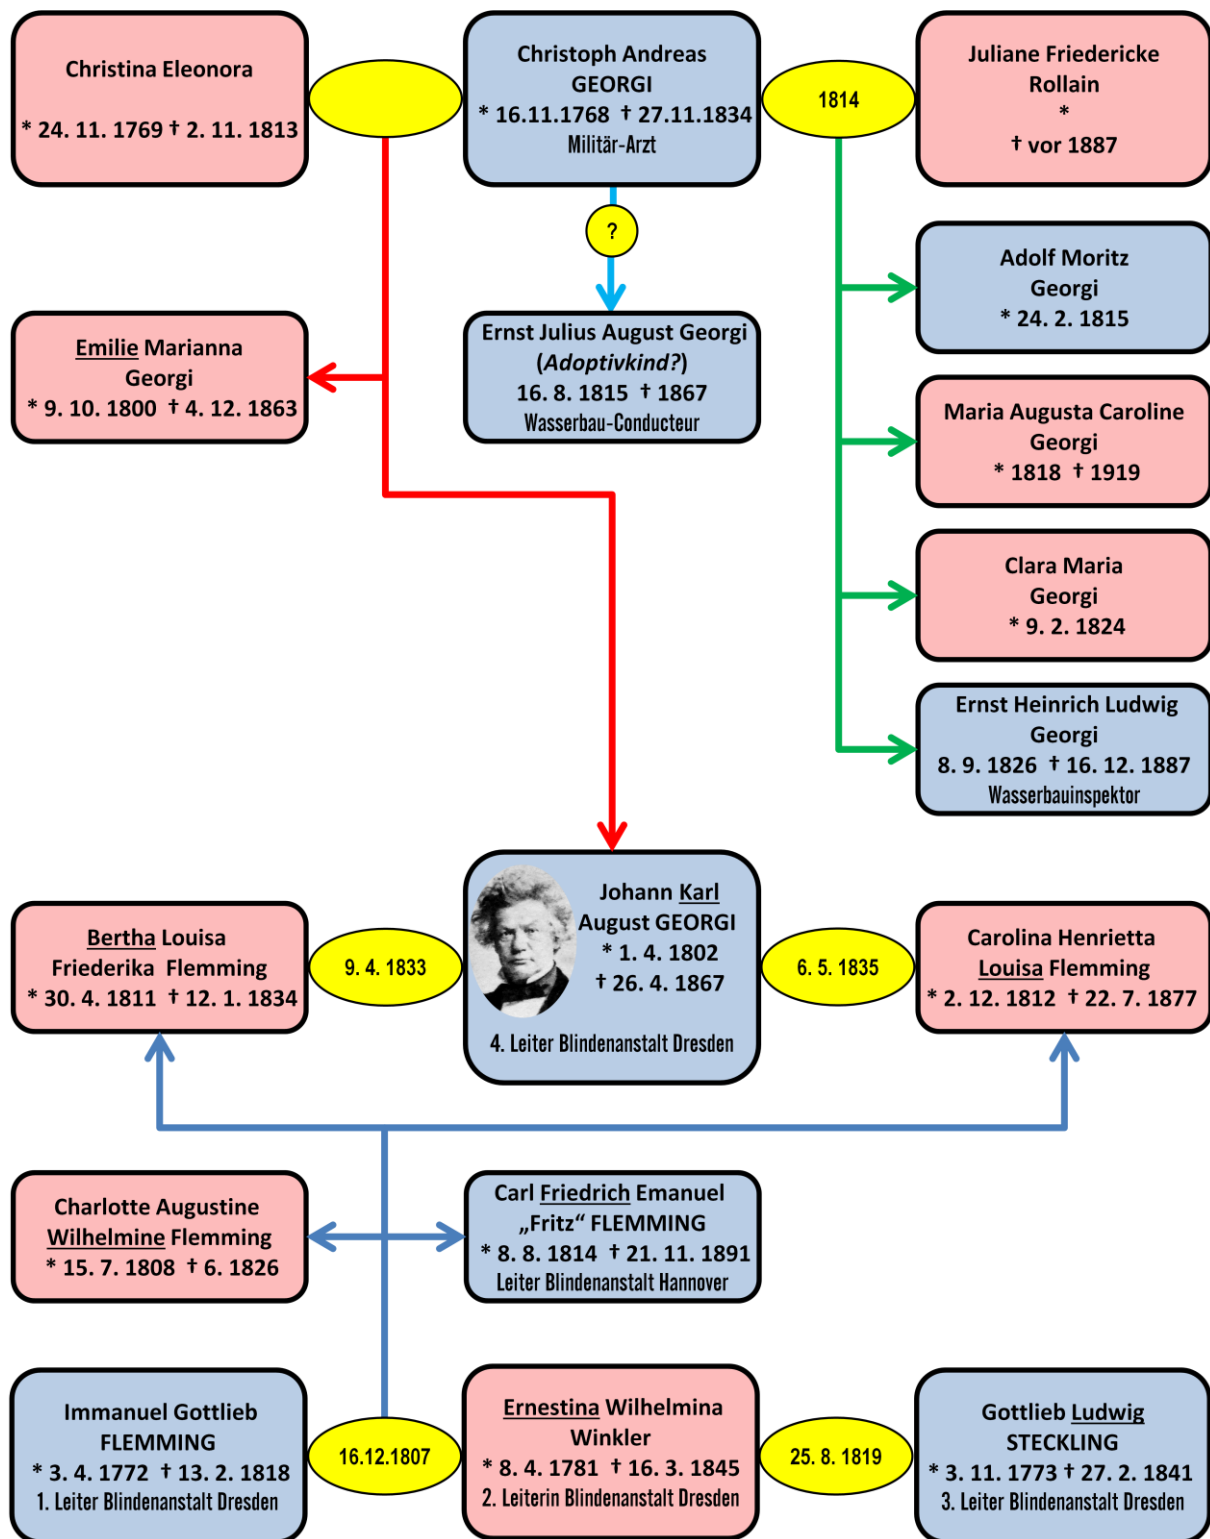 Christina Eleonora
* 24. 11. 1769 † 2. 11. 1813
Christoph Andreas
GEORGI
* 16.11.1768 † 27.11.1834
Militär-Arzt
1814
Juliane Friedericke
Rollain
*
† vor 1887
?
Adolf Moritz
Georgi
* 24. 2. 1815
Emilie Marianna
Georgi
* 9. 10. 1800 † 4. 12. 1863
Ernst Julius August Georgi
(Adoptivkind?)
16. 8. 1815 † 1867
Wasserbau-Conducteur
Maria Augusta Caroline
Georgi
* 1818 † 1919
Clara Maria
Georgi
* 9. 2. 1824
Ernst Heinrich Ludwig
Georgi
8. 9. 1826 † 16. 12. 1887
Wasserbauinspektor
Bertha Louisa
Friederika Flemming
* 30. 4. 1811 † 12. 1. 1834
9. 4. 1833
Johann Karl
August GEORGI
* 1. 4. 1802
† 26. 4. 1867
4. Leiter Blindenanstalt Dresden
6. 5. 1835
Carolina Henrietta
Louisa Flemming
* 2. 12. 1812 † 22. 7. 1877
Charlotte Augustine
Wilhelmine Flemming
* 15. 7. 1808 † 6. 1826
Carl Friedrich Emanuel
„Fritz“ FLEMMING
* 8. 8. 1814 † 21. 11. 1891
Leiter Blindenanstalt Hannover
Immanuel Gottlieb
FLEMMING
* 3. 4. 1772 † 13. 2. 1818
1. Leiter Blindenanstalt Dresden
16.12.1807
Ernestina Wilhelmina
Winkler
* 8. 4. 1781 † 16. 3. 1845
2. Leiterin Blindenanstalt Dresden
25. 8. 1819
Gottlieb Ludwig
STECKLING
* 3. 11. 1773 † 27. 2. 1841
3. Leiter Blindenanstalt Dresden